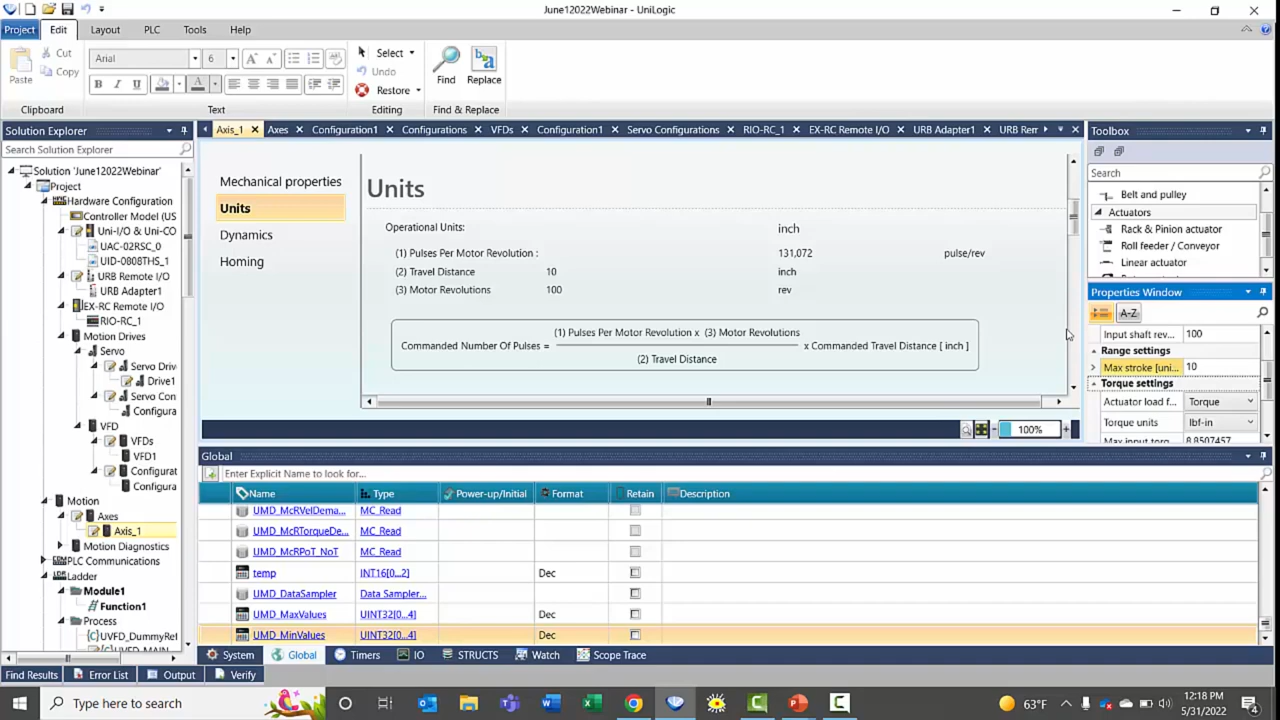 June12022Webinar - UniLogic
Project Edit Layout PLC Tools Help
Paste
Cut
Copy
Clipboard
Arial 6
B I U
Text
Select
Undo
Restore
Editing
Find
Replace
Find & Replace
Solution Explorer
Search Solution Explorer
Solution 'June12022Webinar'
Project
Hardware Configuration
Controller Model (US
Uni-I/O & Uni-CO
UAC-02RSC_0
UID-0808THS_1
URB Remote I/O
URB Adapter1
EX-RC Remote I/O
RIO-RC_1
Motion Drives
Servo
Servo Driv
Drive1
Servo Con
Configura
VFD
VFDs
VFD1
Configurat
Configura
Motion
Axes
Axis_1
Motion Diagnostics
PLC Communications
Ladder
Module1
Function1
Process
UVFD_DummyRef
Find Results Error List Output Verify
Axis_1 Axes Configuration1 Configurations VFDs Configuration1 Servo Configurations RIO-RC_1 EX-RC Remote I/O URB Adapter1 URB Rem
Mechanical properties
Units
Dynamics
Homing
Units
Operational Units: inch
(1) Pulses Per Motor Revolution : 131,072 pulse/rev
(2) Travel Distance 10 inch
(3) Motor Revolutions 100 rev
(1) Pulses Per Motor Revolution x (3) Motor Revolutions
Commanded Number Of Pulses = x Commanded Travel Distance [ inch ]
(2) Travel Distance
100%
Global
Enter Explicit Name to look for...
Name Type Power-up/Initial Format Retain Description
UMD_McRVelDema... MC_Read
UMD_McRTorqueDe... MC_Read
UMD_McRPoT_NoT MC_Read
temp INT16[0...2] Dec
UMD_DataSampler Data Sampler...
UMD_MaxValues UINT32[0...4] Dec
UMD_MinValues UINT32[0...4] Dec
System Global Timers IO STRUCTS Watch Scope Trace
Toolbox
Search
Belt and pulley
Actuators
Rack & Pinion actuator
Roll feeder / Conveyor
Linear actuator
Properties Window
A-Z
Input shaft rev... 100
Range settings
Max stroke [uni... 10
Torque settings
Actuator load f... Torque
Torque units lbf-in
Max input torq 8.8507457
Type here to search
63°F
12:18 PM
5/31/2022
4